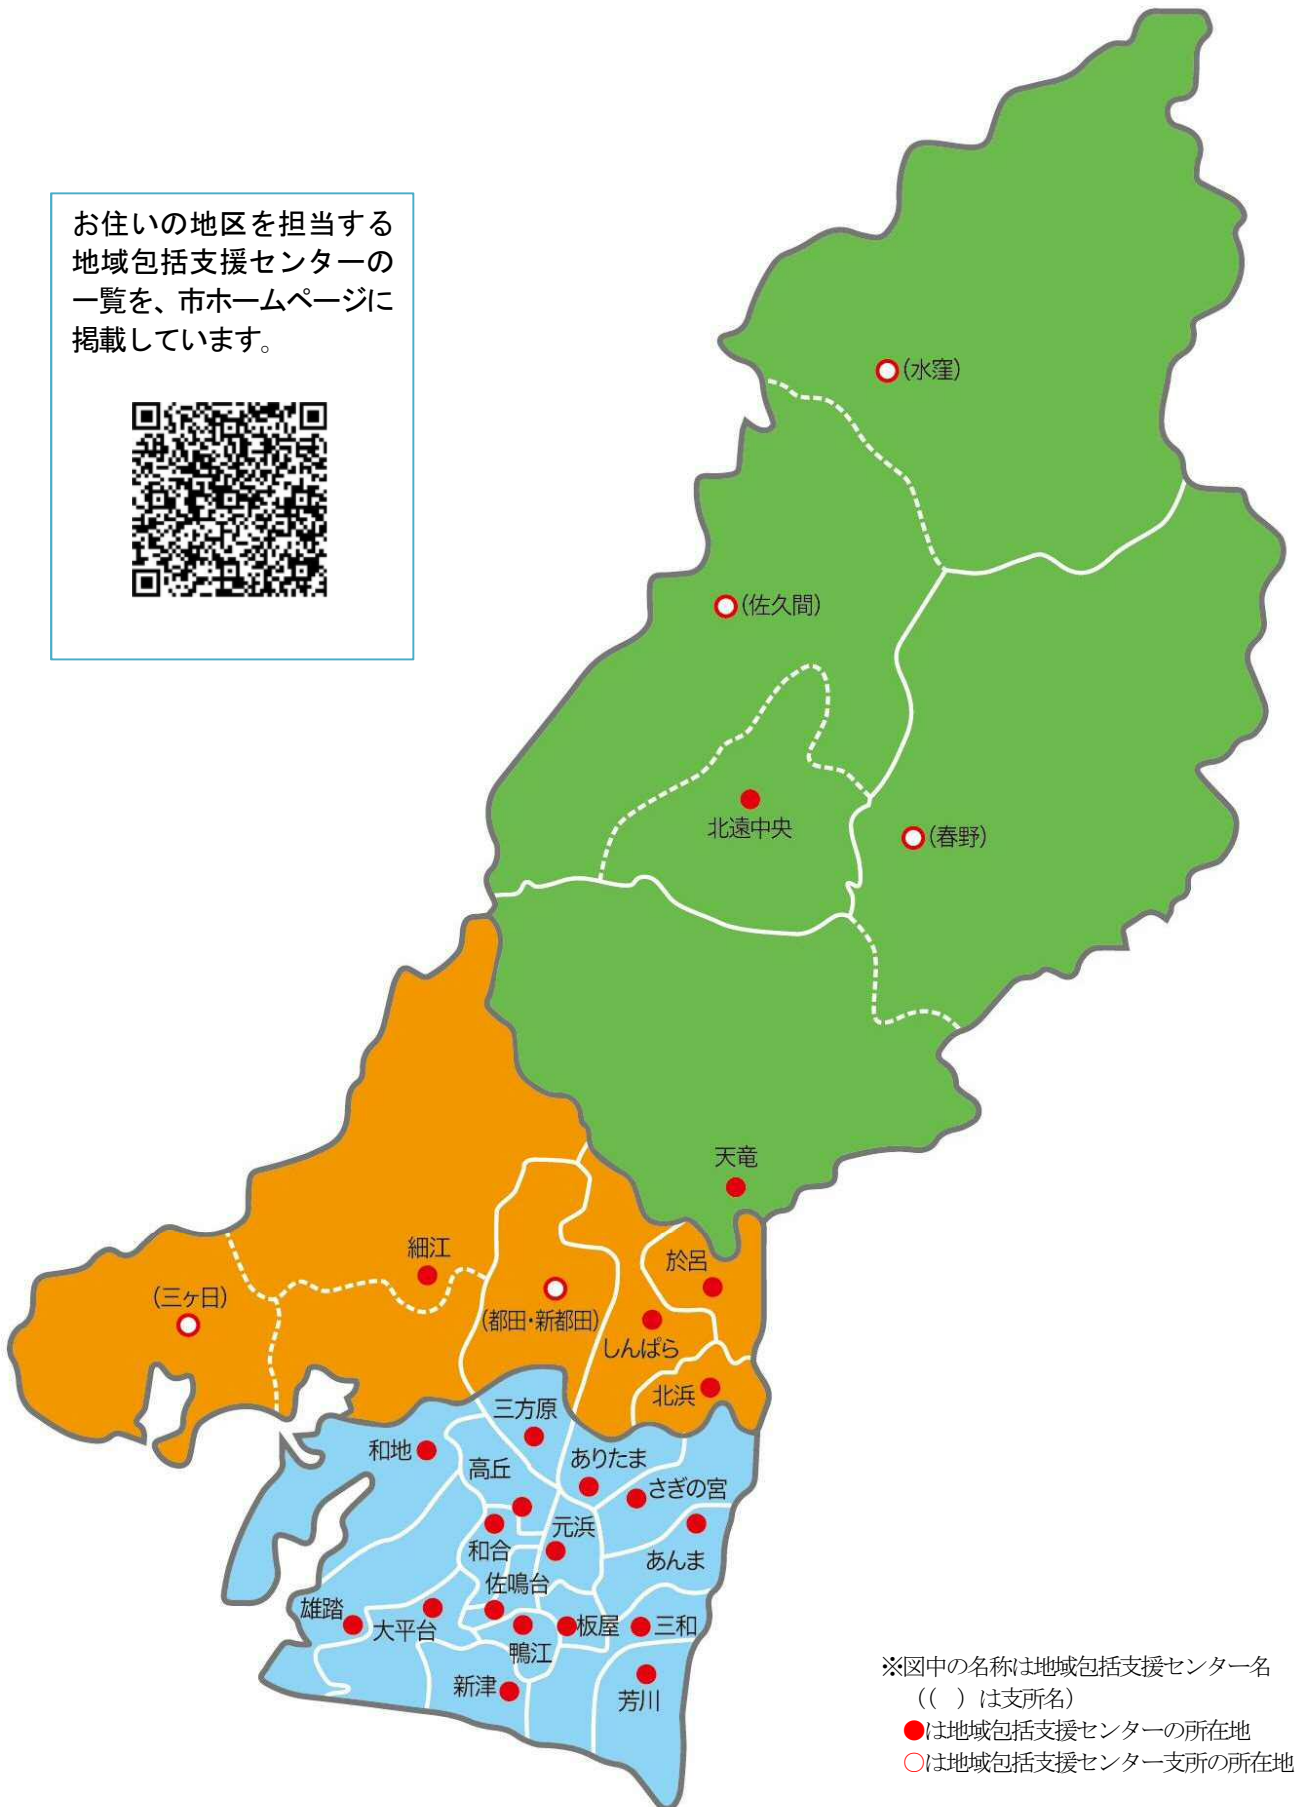 お住いの地区を担当する
地域包括支援センターの
一覧を、市ホームページに
掲載しています。
(水窪)
(佐久間)
北遠中央
(春野)
天竜
細江
於呂
(三ヶ日)
(都田・新都田)
しんぱら
北浜
三方原
和地
ありたま
高丘
さぎの宮
元浜
和合
あんま
佐鳴台
雄踏
大平台
板屋
三和
鴨江
新津
芳川
※図中の名称は地域包括支援センター名
((　)は支所名)
●は地域包括支援センターの所在地
○は地域包括支援センター支所の所在地